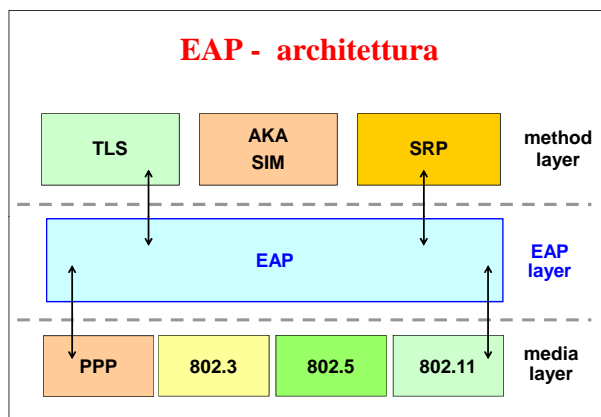 EAP - architettura
TLS
AKA
SIM
SRP
method
layer
EAP
EAP
layer
PPP
802.3
802.5
802.11
media
layer